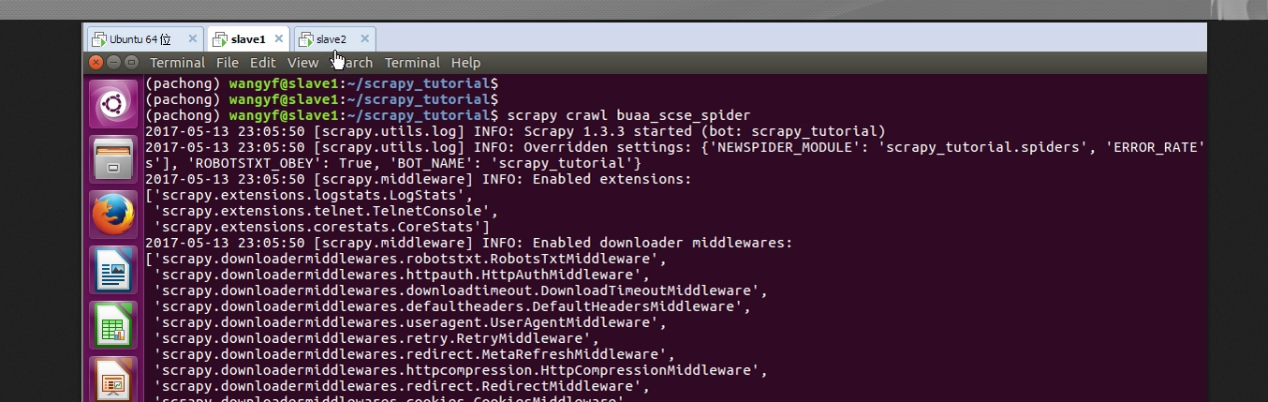 Ubuntu 64 位 × slave1 × slave2 ×
Terminal File Edit View Search Terminal Help
(pachong) wangyf@slave1:~/scrapy_tutorial$
(pachong) wangyf@slave1:~/scrapy_tutorial$
(pachong) wangyf@slave1:~/scrapy_tutorial$ scrapy crawl buaa_scse_spider
2017-05-13 23:05:50 [scrapy.utils.log] INFO: Scrapy 1.3.3 started (bot: scrapy_tutorial)
2017-05-13 23:05:50 [scrapy.utils.log] INFO: Overridden settings: {'NEWSPIDER_MODULE': 'scrapy_tutorial.spiders', 'ERROR_RATE'
s'], 'ROBOTSTXT_OBEY': True, 'BOT_NAME': 'scrapy_tutorial'}
2017-05-13 23:05:50 [scrapy.middleware] INFO: Enabled extensions:
['scrapy.extensions.logstats.LogStats',
 'scrapy.extensions.telnet.TelnetConsole',
 'scrapy.extensions.corestats.CoreStats']
2017-05-13 23:05:50 [scrapy.middleware] INFO: Enabled downloader middlewares:
['scrapy.downloadermiddlewares.robotstxt.RobotsTxtMiddleware',
 'scrapy.downloadermiddlewares.httpauth.HttpAuthMiddleware',
 'scrapy.downloadermiddlewares.downloadtimeout.DownloadTimeoutMiddleware',
 'scrapy.downloadermiddlewares.defaultheaders.DefaultHeadersMiddleware',
 'scrapy.downloadermiddlewares.useragent.UserAgentMiddleware',
 'scrapy.downloadermiddlewares.retry.RetryMiddleware',
 'scrapy.downloadermiddlewares.redirect.MetaRefreshMiddleware',
 'scrapy.downloadermiddlewares.httpcompression.HttpCompressionMiddleware',
 'scrapy.downloadermiddlewares.redirect.RedirectMiddleware',
 'scrapy.downloadermiddlewares.cookies.CookiesMiddleware',